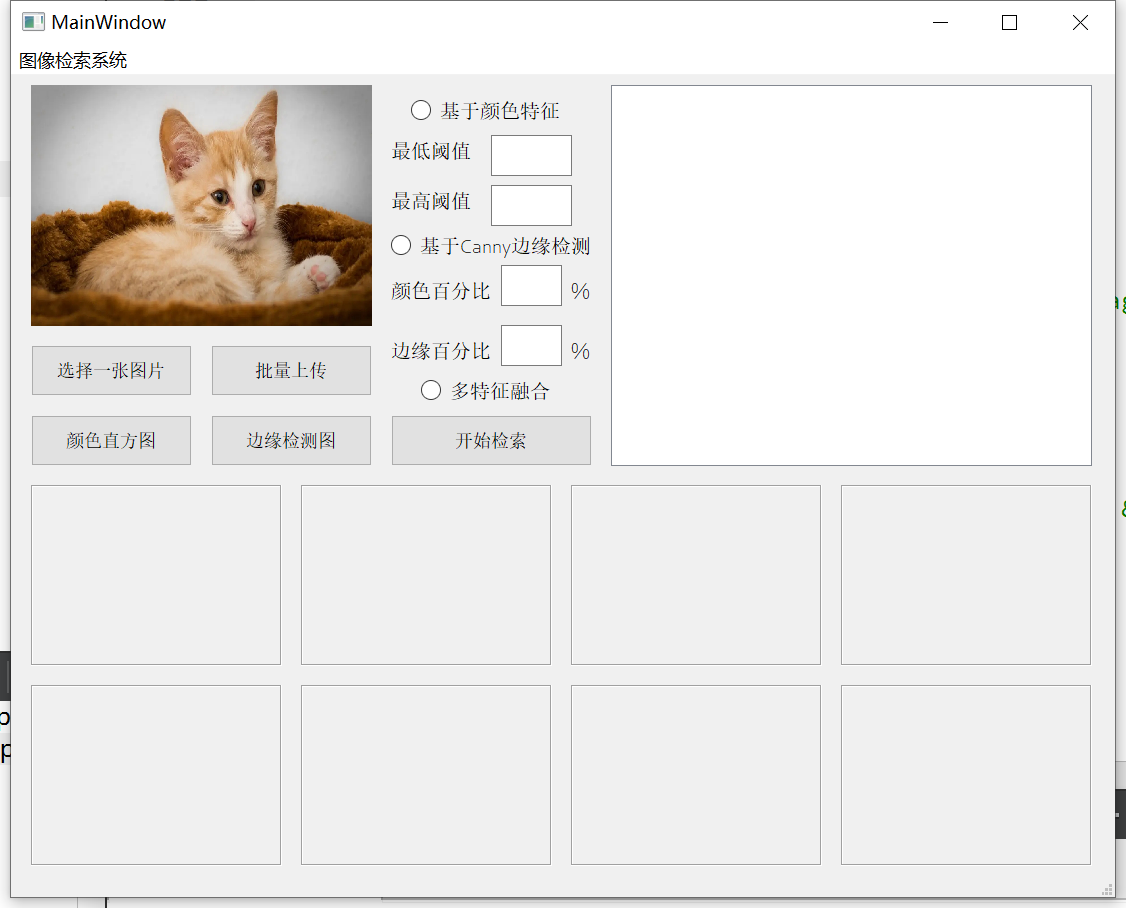 MainWindow
图像检索系统
基于颜色特征
最低阈值
最高阈值
基于Canny边缘检测
颜色百分比 %
边缘百分比 %
多特征融合
选择一张图片 批量上传
颜色直方图 边缘检测图 开始检索